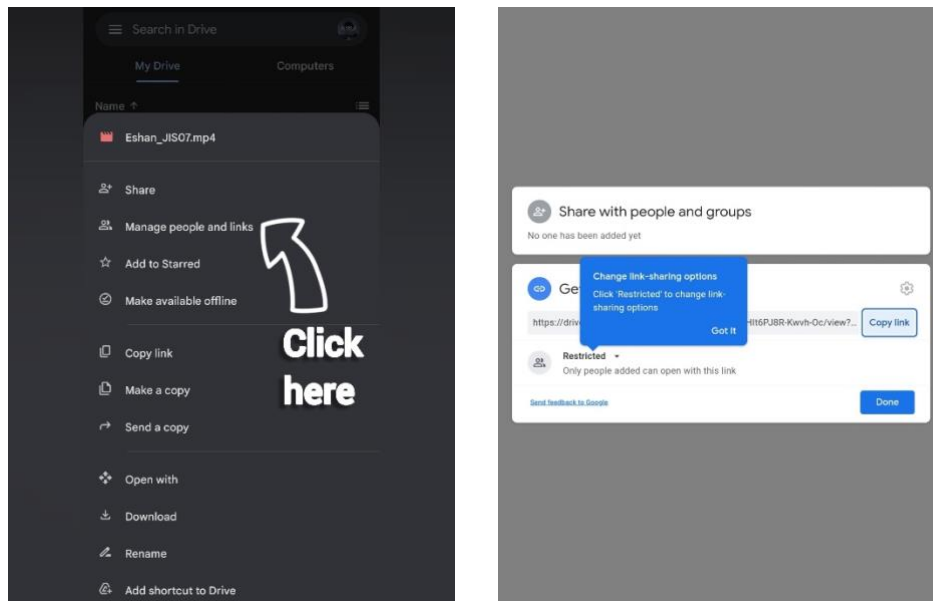 Search in Drive
My Drive Computers
Name
Eshan_JIS07.mp4
Share
Manage people and links
Add to Starred
Make available offline
Click
here
Copy link
Make a copy
Send a copy
Open with
Download
Rename
Add shortcut to Drive
Share with people and groups
No one has been added yet
Change link-sharing options
Click 'Restricted' to change link-
sharing options
Got it
Ge
https://drive
HIt6PJ8R-Kwvh-Oc/view?... Copy link
Restricted
Only people added can open with this link
Send feedback to Google
Done